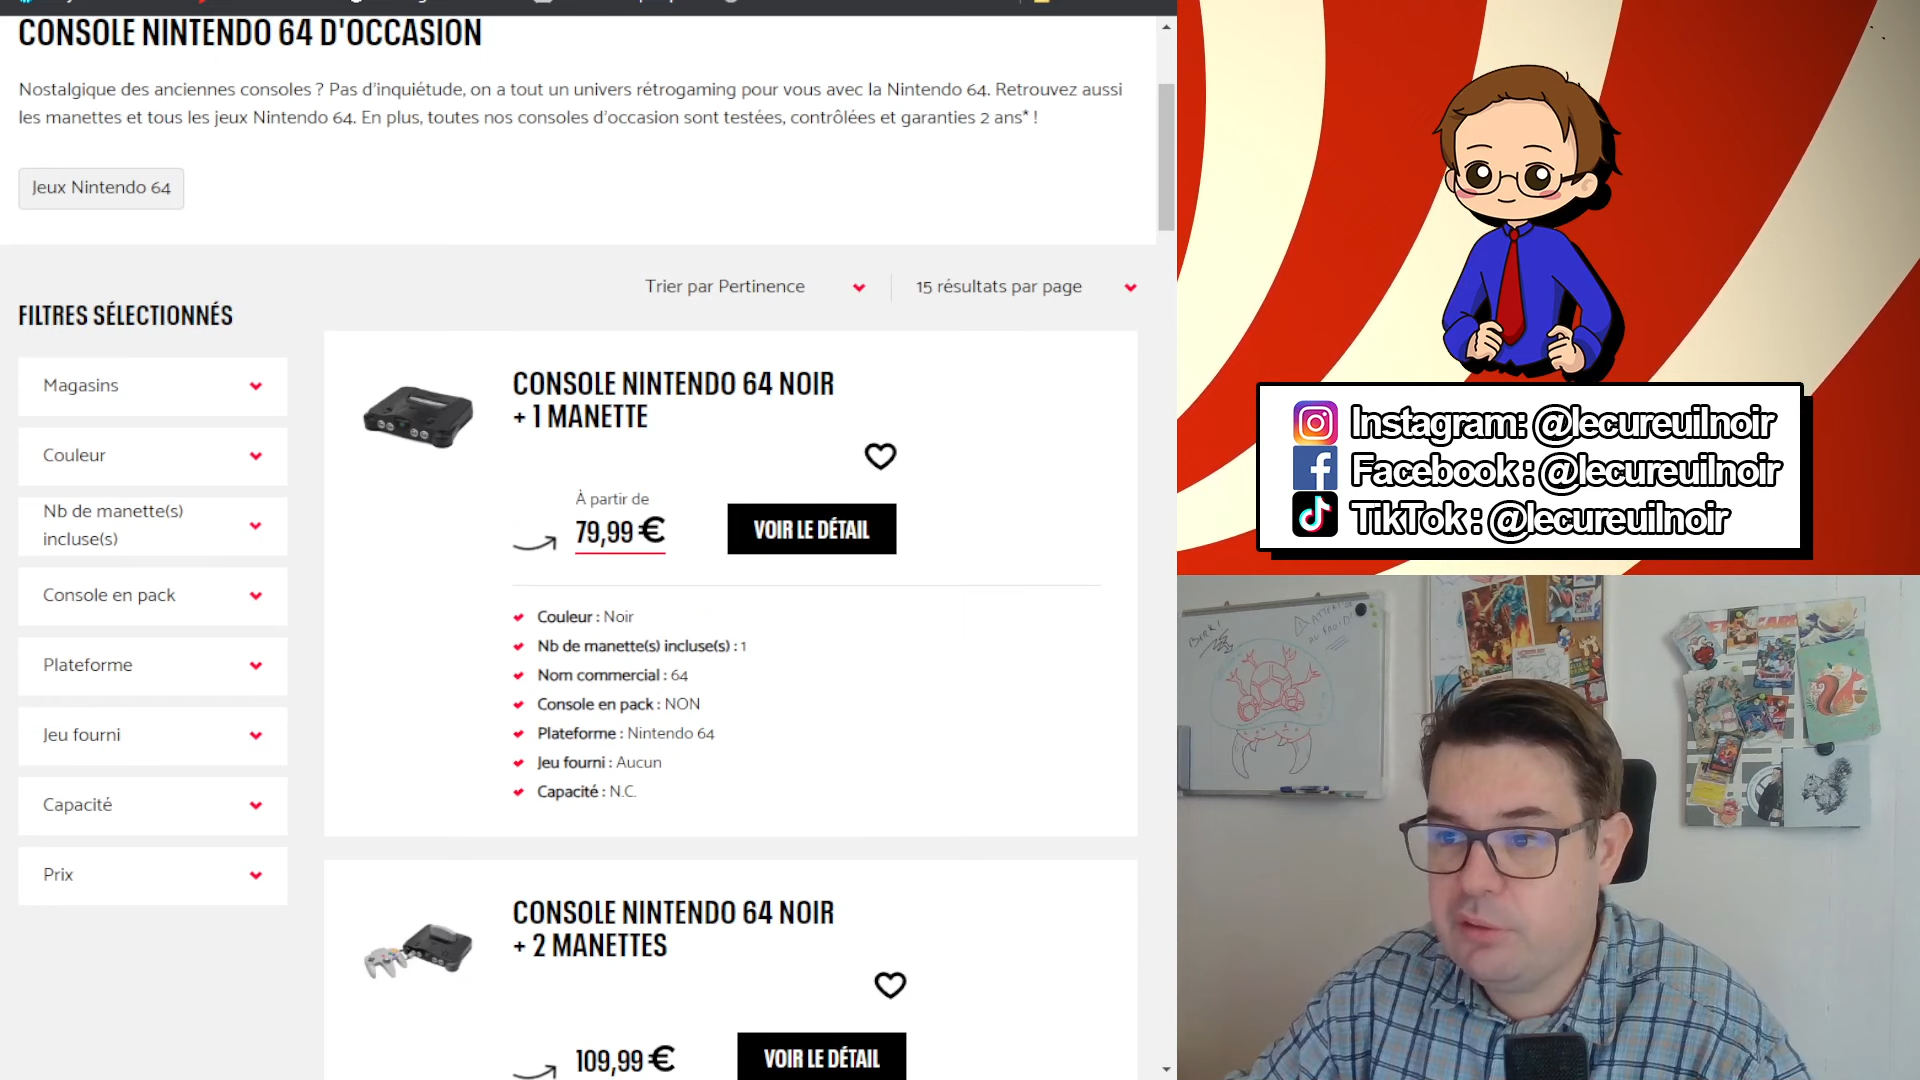 CONSOLE NINTENDO 64 D'OCCASION
Nostalgique des anciennes consoles ? Pas d'inquiétude, on a tout un univers rétrogaming pour vous avec la Nintendo 64. Retrouvez aussi
les manettes et tous les jeux Nintendo 64. En plus, toutes nos consoles d'occasion sont testées, contrôlées et garanties 2 ans* !
Jeux Nintendo 64
Trier par Pertinence
15 résultats par page
FILTRES SÉLECTIONNÉS
Magasins
Couleur
Nb de manette(s)
incluse(s)
Console en pack
Plateforme
Jeu fourni
Capacité
Prix
CONSOLE NINTENDO 64 NOIR
+ 1 MANETTE
À partir de
79,99 €
VOIR LE DÉTAIL
Couleur : Noir
Nb de manette(s) incluse(s) : 1
Nom commercial : 64
Console en pack : NON
Plateforme : Nintendo 64
Jeu fourni : Aucun
Capacité : N.C.
CONSOLE NINTENDO 64 NOIR
+ 2 MANETTES
109,99 €
VOIR LE DÉTAIL
Instagram: @lecureuilnoir
Facebook : @lecureuilnoir
TikTok : @lecureuilnoir